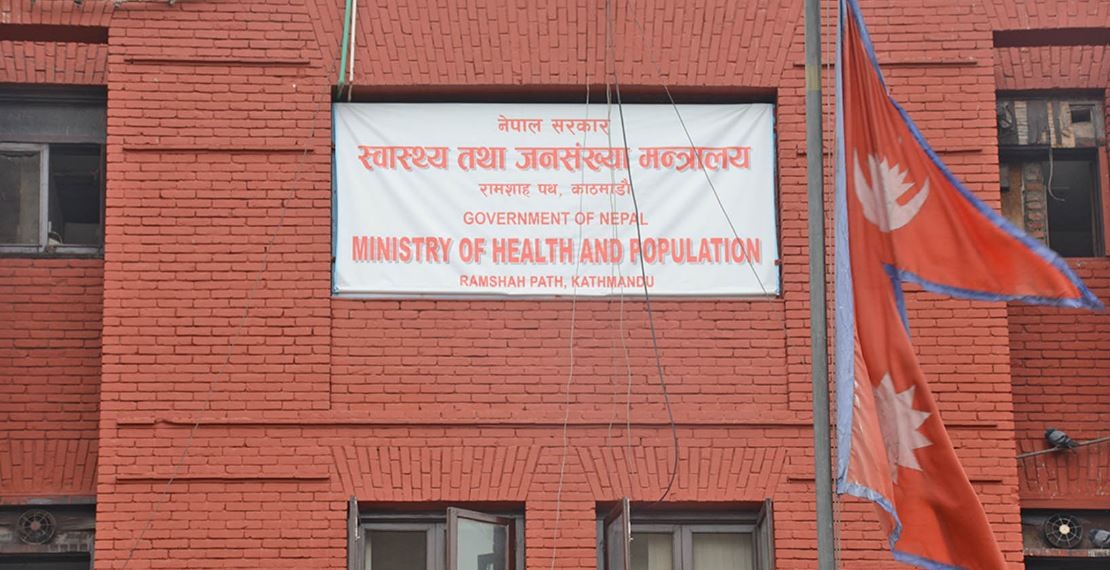 नेपाल सरकार
स्वास्थ्य तथा जनसंख्या मन्त्रालय
रामशाह पथ, काठमाडौं
GOVERNMENT OF NEPAL
MINISTRY OF HEALTH AND POPULATION
RAMSHAH PATH, KATHMANDU